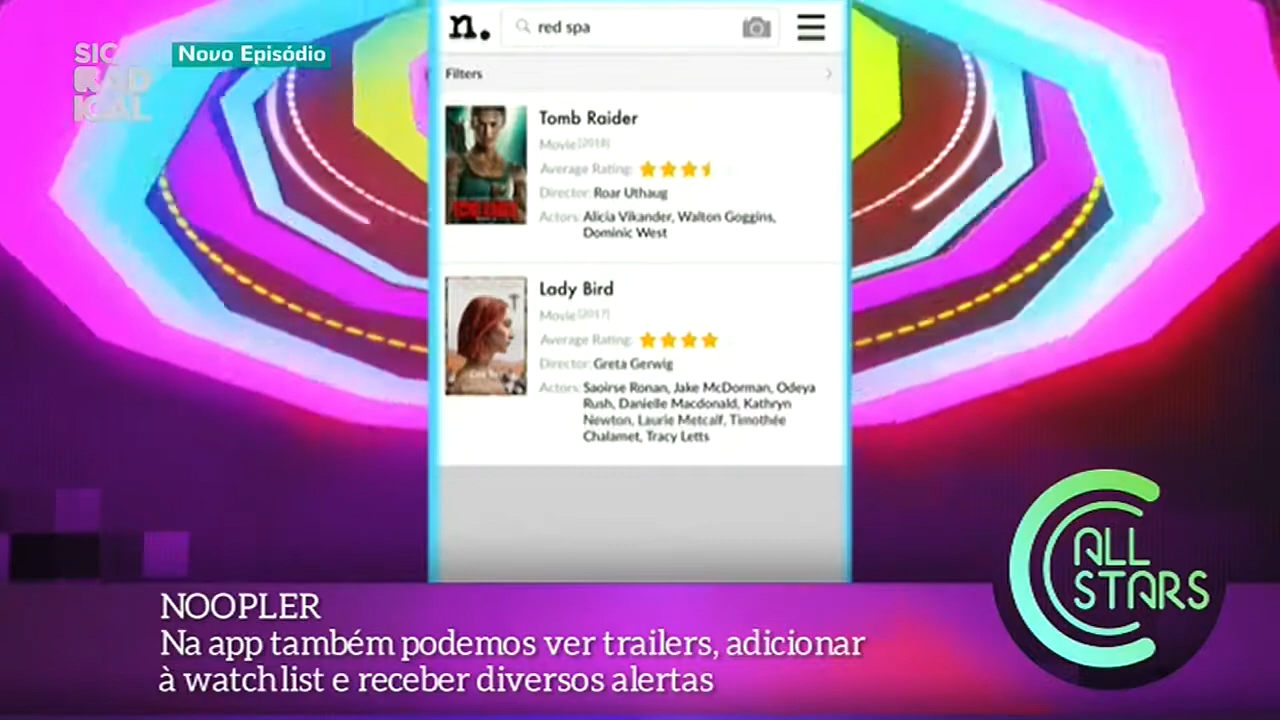 SIC
RAD
ICAL
Novo Episódio
n.
red spa
Filters
Tomb Raider
Movie (2018)
Average Rating:
Director: Roar Uthaug
Actors: Alicia Vikander, Walton Goggins,
Dominic West
Lady Bird
Movie (2017)
Average Rating:
Director: Greta Gerwig
Actors: Saoirse Ronan, Jake McDorman, Odeya
Rush, Danielle Macdonald, Kathryn
Newton, Laurie Metcalf, Timothée
Chalamet, Tracy Letts
ALL
STARS
NOOPLER
Na app também podemos ver trailers, adicionar
à watchlist e receber diversos alertas